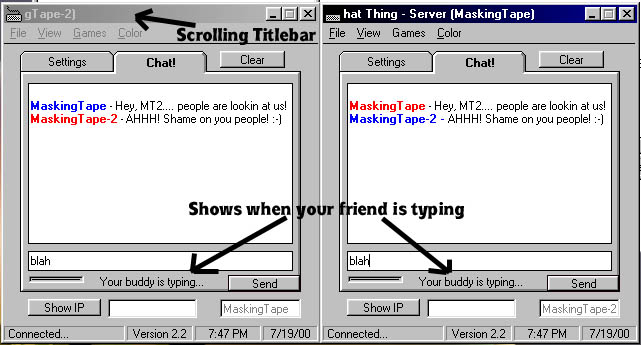 gTape-2)
File View Games Color
Scrolling Titlebar
Settings Chat! Clear
MaskingTape - Hey, MT2.... people are lookin at us!
MaskingTape-2 - AHHH! Shame on you people! :-)
blah
Your buddy is typing... Send
Show IP MaskingTape
Connected... Version 2.2 7:47 PM 7/19/00
hat Thing - Server (MaskingTape)
File View Games Color
Settings Chat! Clear
MaskingTape - Hey, MT2.... people are lookin at us!
MaskingTape-2 - AHHH! Shame on you people! :-)
Shows when your friend is typing
blah
Your buddy is typing... Send
Show IP MaskingTape-2
Connected... Version 2.2 7:47 PM 7/19/00